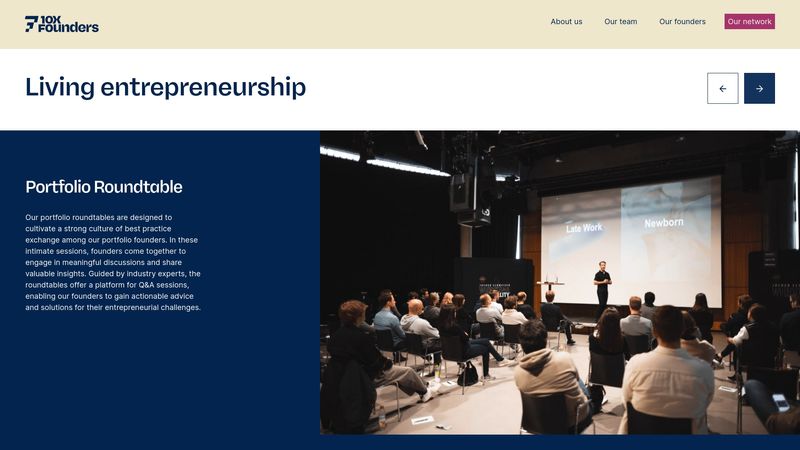 10X
Founders
About us
Our team
Our founders
Our network
Living entrepreneurship
Portfolio Roundtable
Our portfolio roundtables are designed to
cultivate a strong culture of best practice
exchange among our portfolio founders. In these
intimate sessions, founders come together to
engage in meaningful discussions and share
valuable insights. Guided by industry experts, the
roundtables offer a platform for Q&A sessions,
enabling our founders to gain actionable advice
and solutions for their entrepreneurial challenges.
Late Work
Newborn